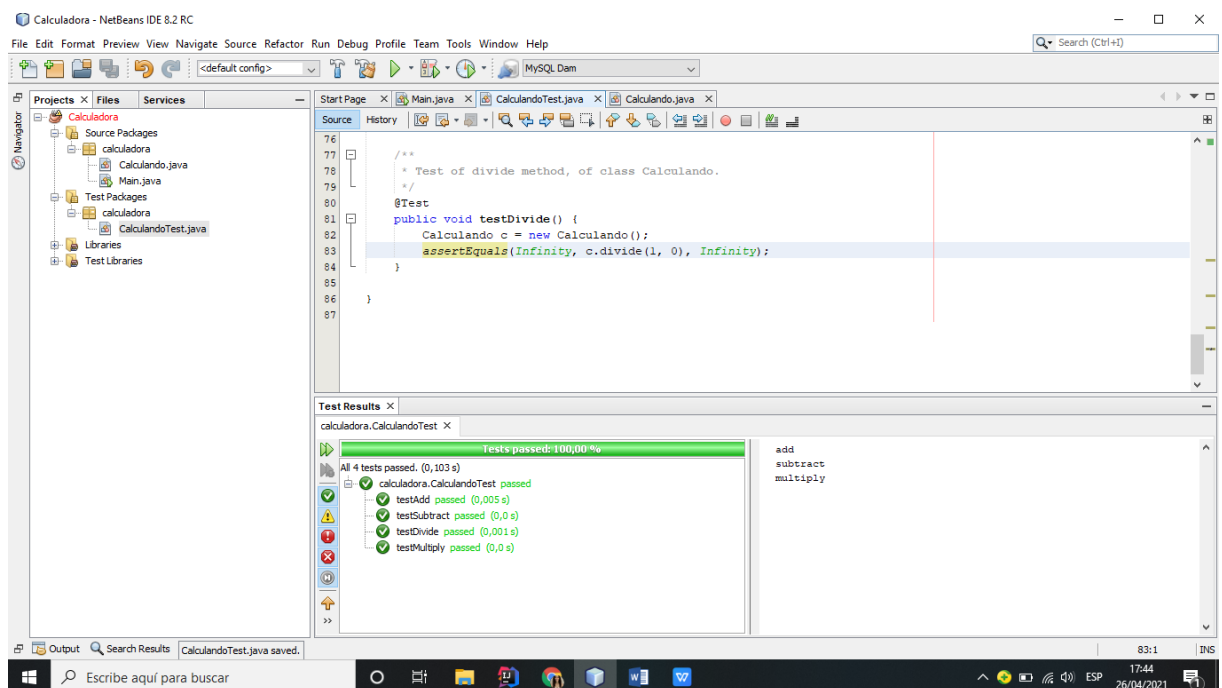 Calculadora - NetBeans IDE 8.2 RC
File Edit Format Preview View Navigate Source Refactor Run Debug Profile Team Tools Window Help
Search (Ctrl+I)
<default config>
MySQL Dam
Projects Files Services
Start Page Main.java CalculandoTest.java Calculando.java
Navigator
Calculadora
Source Packages
calculadora
Calculando.java
Main.java
Test Packages
calculadora
CalculandoTest.java
Libraries
Test Libraries
Source History
76
77 /**
78 * Test of divide method, of class Calculando.
79 */
80 @Test
81 public void testDivide() {
82 Calculando c = new Calculando();
83 assertEquals(Infinity, c.divide(1, 0), Infinity);
84 }
85
86 }
87
Test Results
calculadora.CalculandoTest
Tests passed: 100,00 %
All 4 tests passed. (0,103 s)
calculadora.CalculandoTest passed
testAdd passed (0,005 s)
testSubtract passed (0,0 s)
testDivide passed (0,001 s)
testMultiply passed (0,0 s)
add
subtract
multiply
Output Search Results CalculandoTest.java saved.
83:1 INS
Escribe aquí para buscar
ESP
17:44
26/04/2021